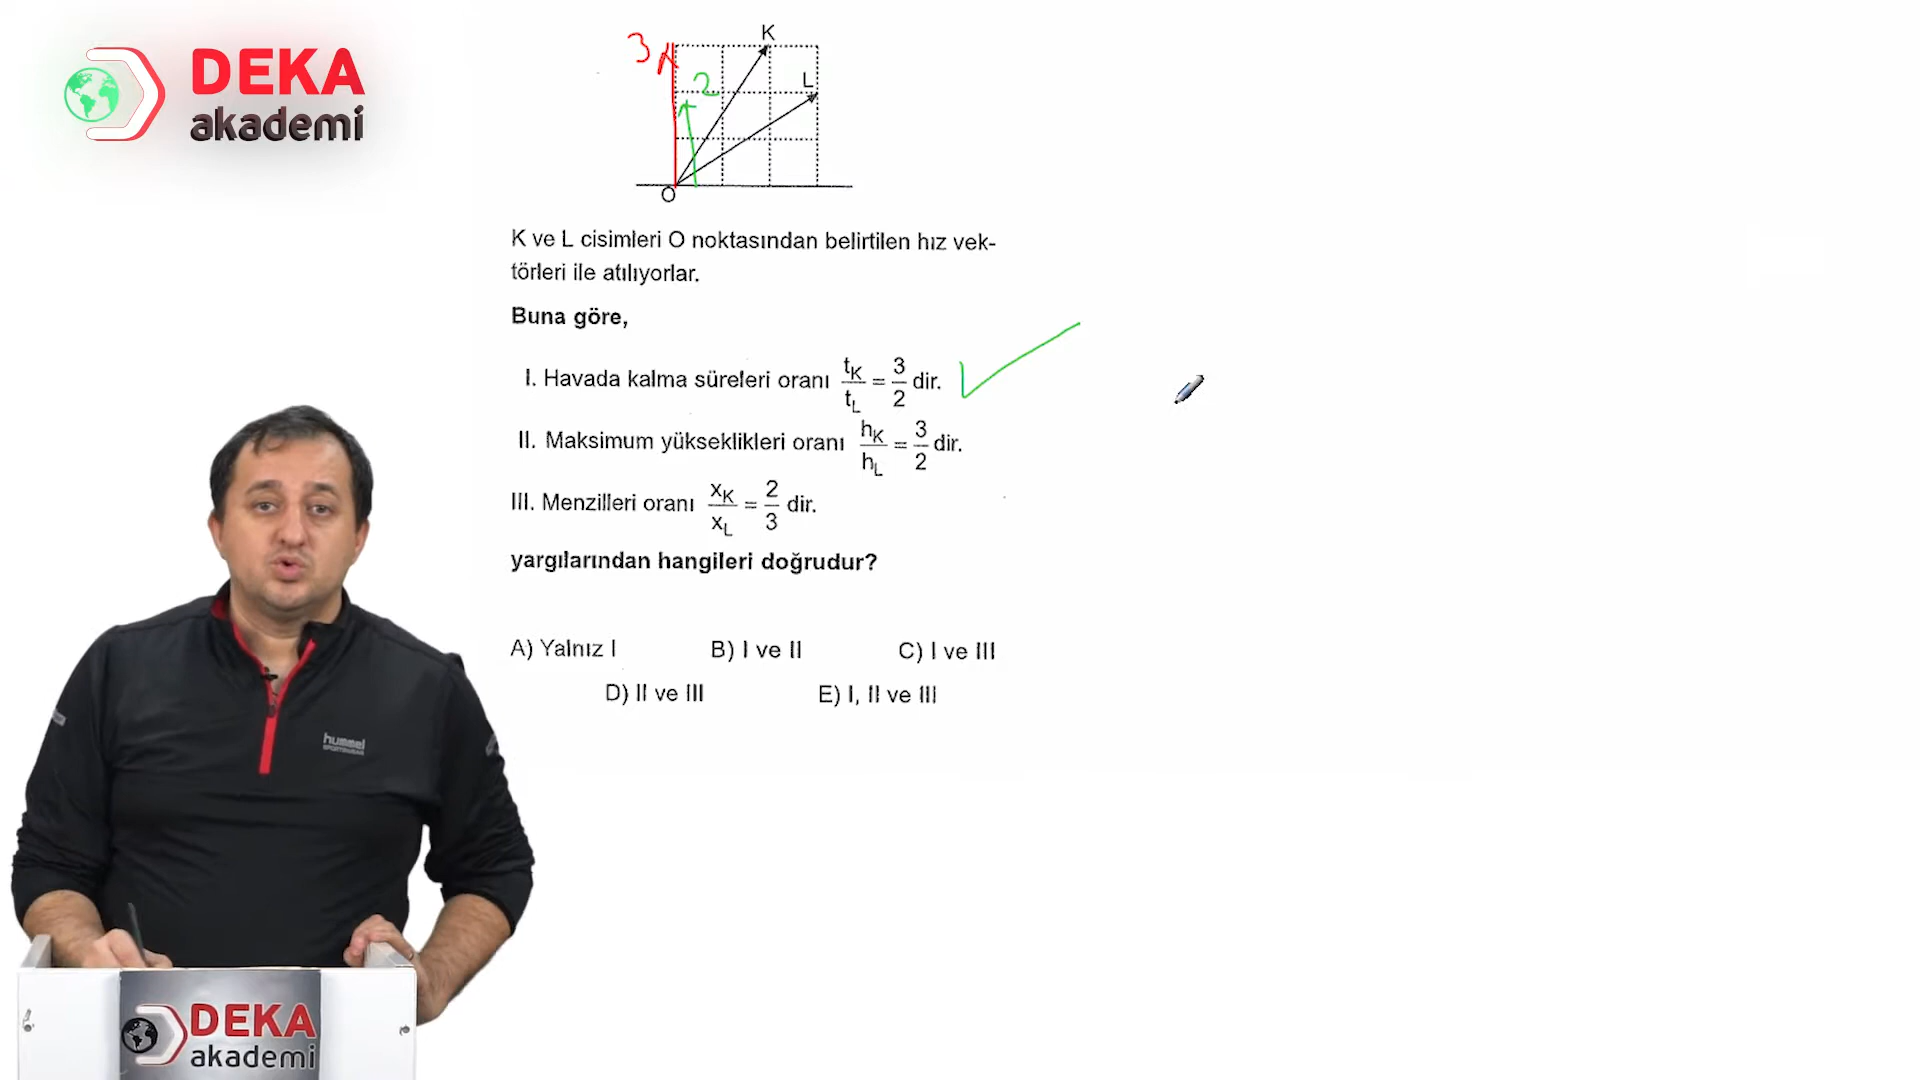 DEKA
akademi
3
K
2
L
O
K ve L cisimleri O noktasından belirtilen hız vek-
törleri ile atılıyorlar.
Buna göre,
I. Havada kalma süreleri oranı tK/tL = 3/2 dir.
II. Maksimum yükseklikleri oranı hK/hL = 3/2 dir.
III. Menzilleri oranı xK/xL = 2/3 dir.
yargılarından hangileri doğrudur?
A) Yalnız I B) I ve II C) I ve III
D) II ve III E) I, II ve III
hummel
DEKA
akademi